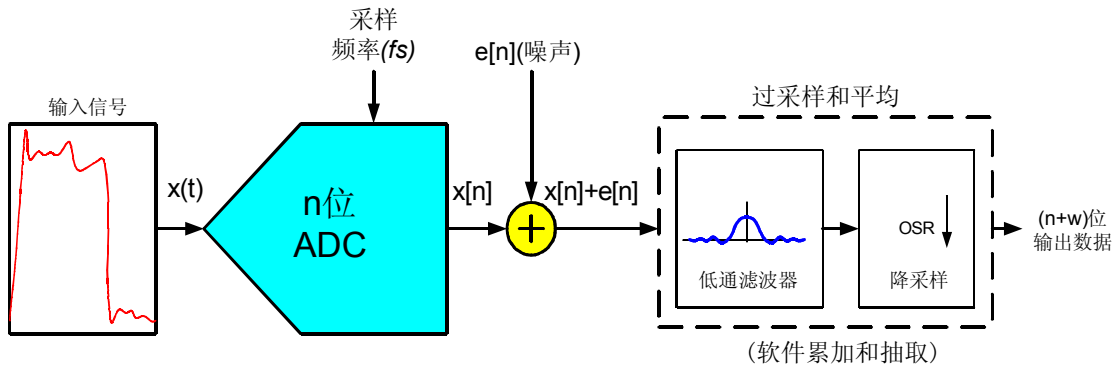 采样
频率(fs)
e[n](噪声)
输入信号
过采样和平均
x(t)
n位
ADC
x[n]
x[n]+e[n]
低通滤波器
OSR
降采样
(n+w)位
输出数据
(软件累加和抽取)